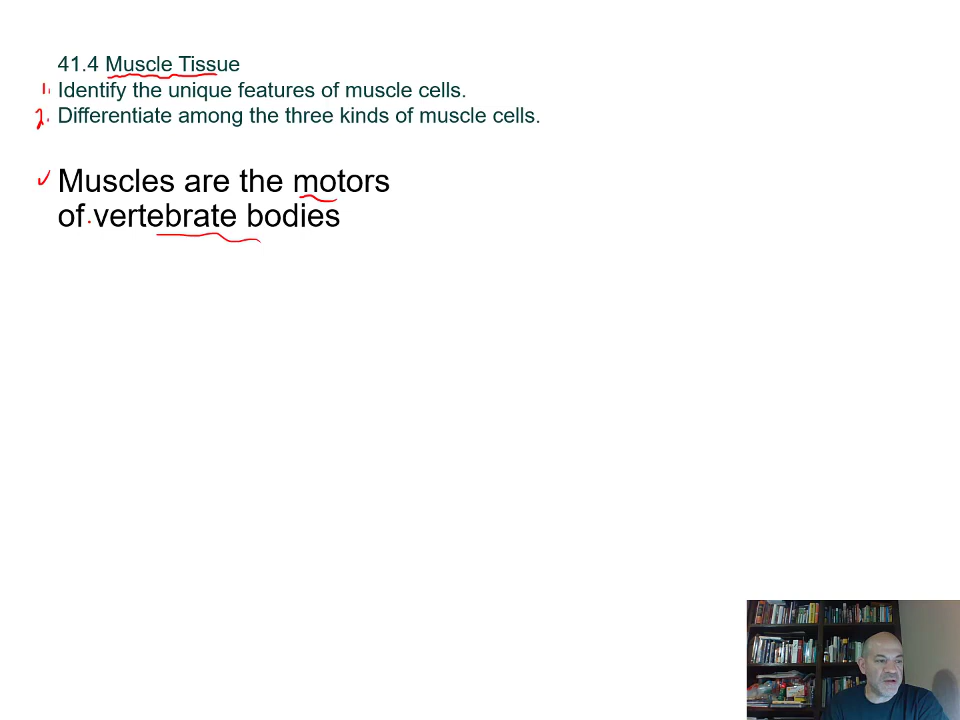 41.4 Muscle Tissue
1. Identify the unique features of muscle cells.
2. Differentiate among the three kinds of muscle cells.
Muscles are the motors
of vertebrate bodies